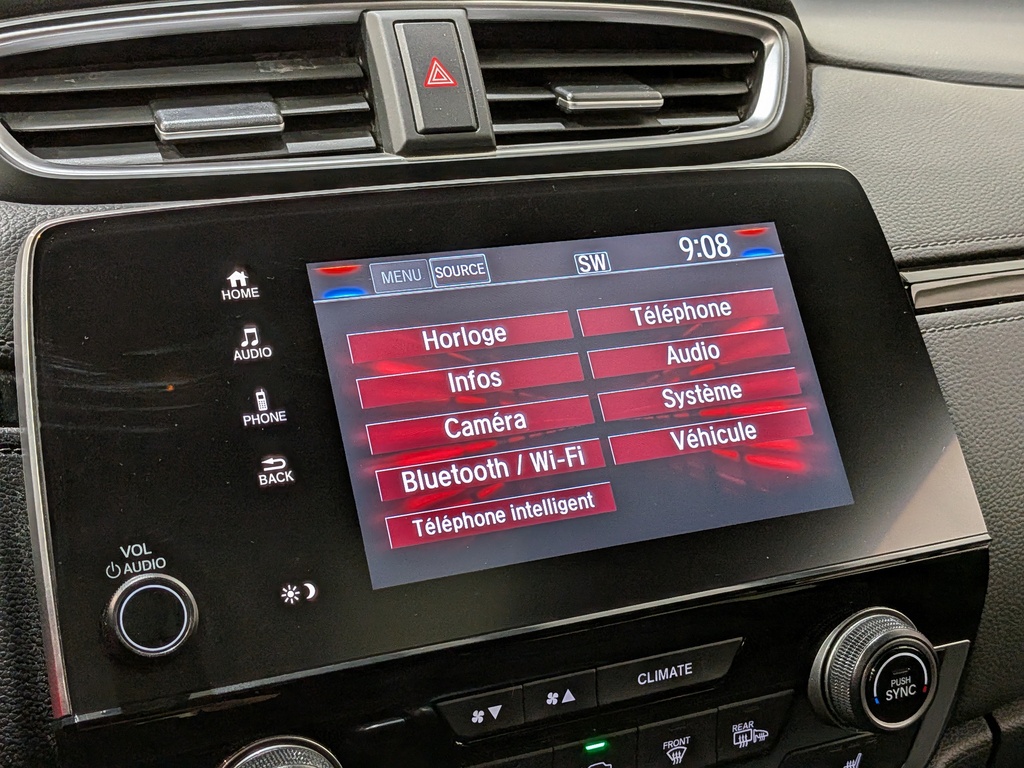 MENU SOURCE SW 9:08
HOME
AUDIO
PHONE
BACK
Horloge
Téléphone
Infos
Audio
Caméra
Système
Bluetooth / Wi-Fi
Véhicule
Téléphone intelligent
VOL
AUDIO
CLIMATE
PUSH
SYNC
FRONT
REAR